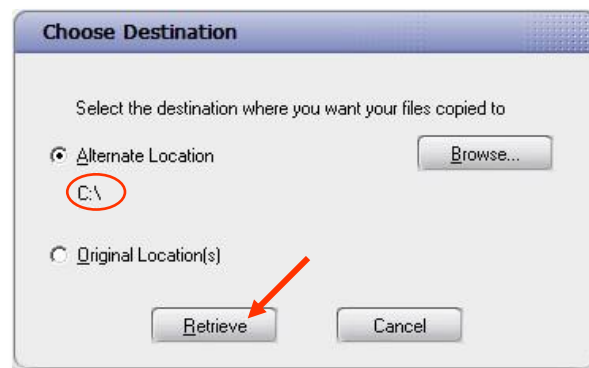 Choose Destination
Select the destination where you want your files copied to
Alternate Location
Browse...
C:\
Original Location(s)
Retrieve
Cancel